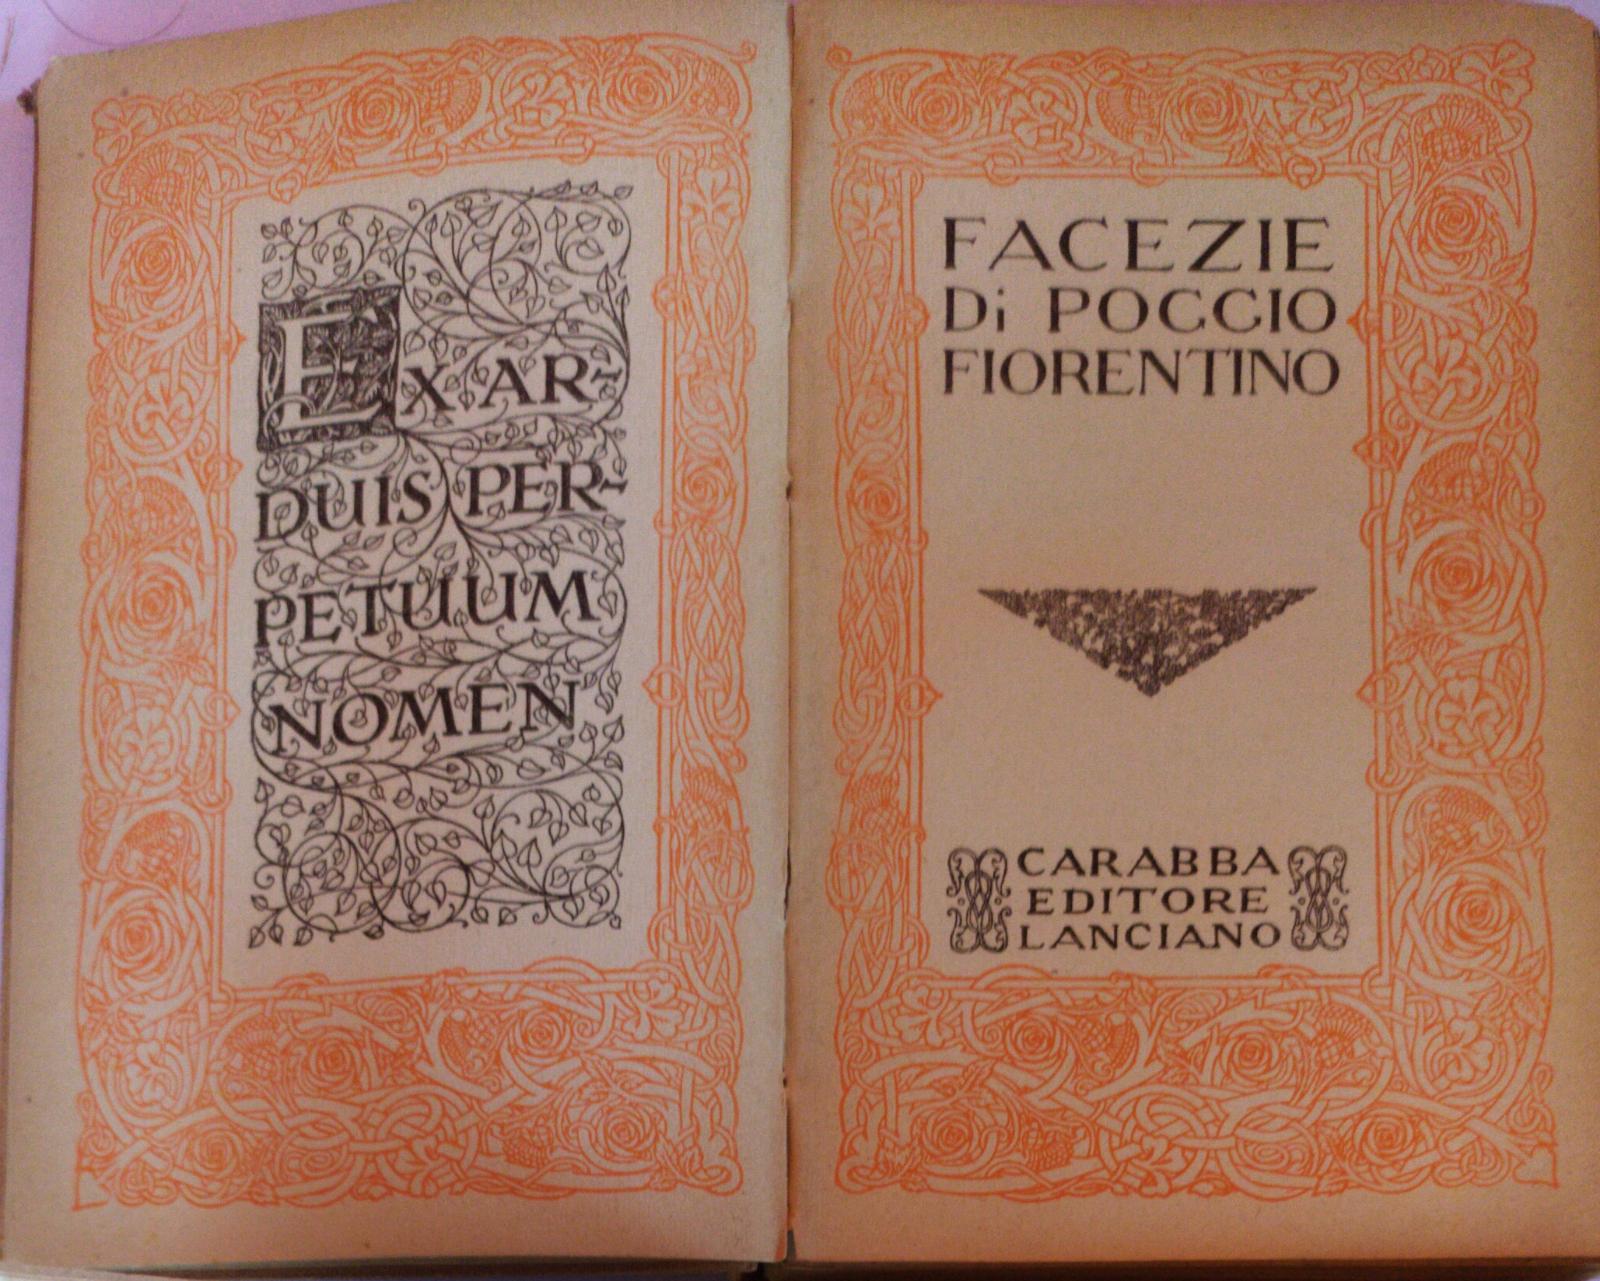 EX AR-
DUIS PER-
PETUUM
NOMEN
FACEZIE
Di POGGIO
FIORENTINO
CARABBA
EDITORE
LANCIANO